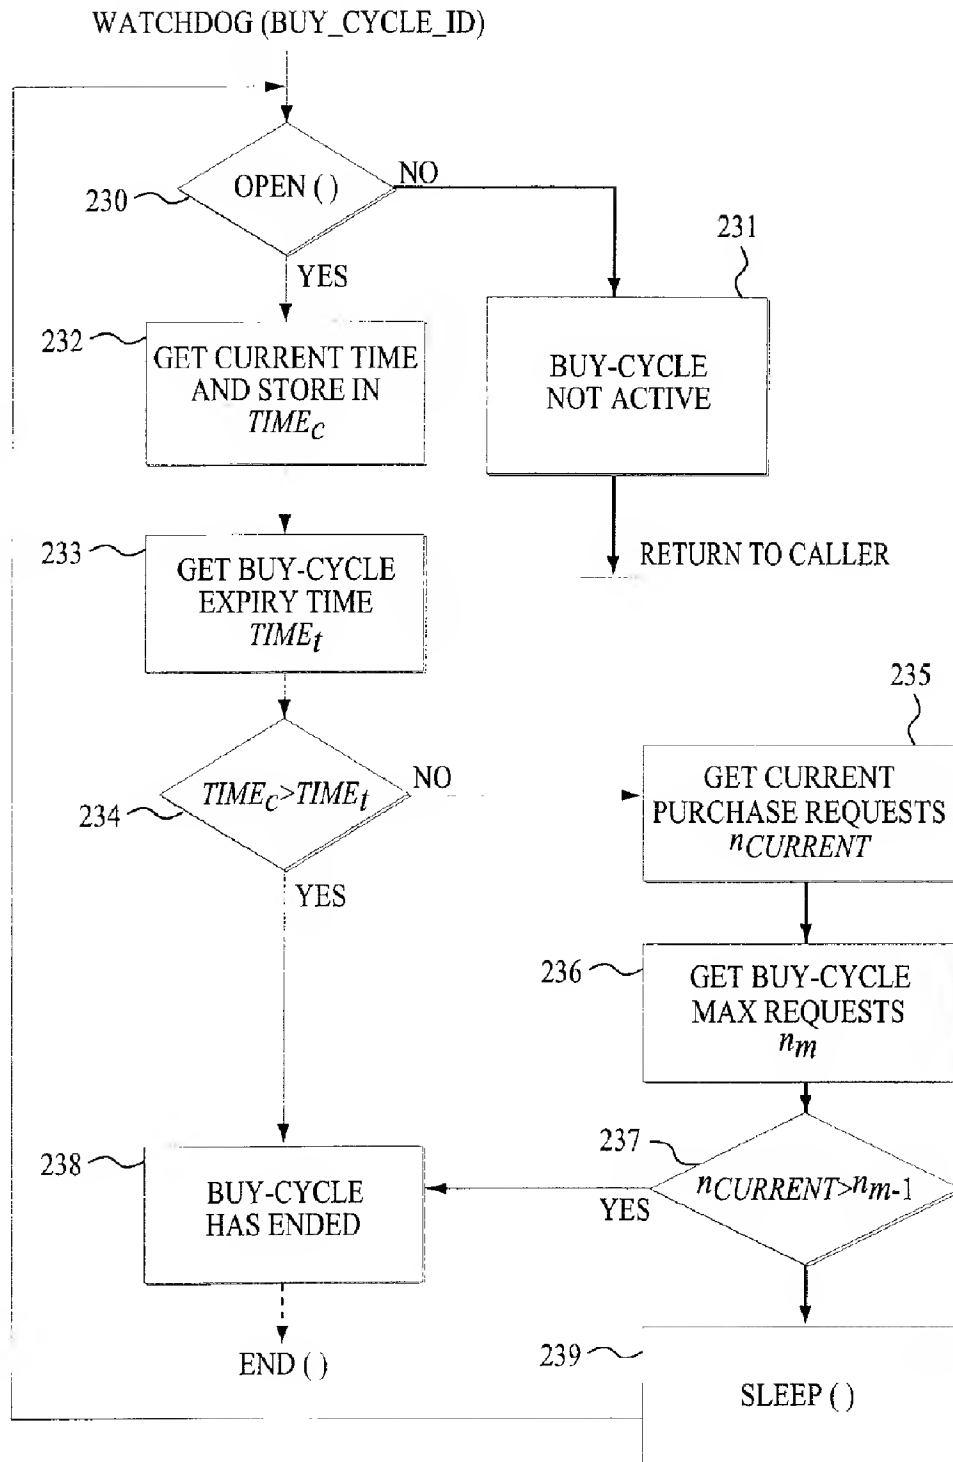 WATCHDOG (BUY_CYCLE_ID)
OPEN ( )
NO
230
YES
231
232
GET CURRENT TIME
AND STORE IN
TIMEc
BUY-CYCLE
NOT ACTIVE
233
GET BUY-CYCLE
EXPIRY TIME
TIMEt
RETURN TO CALLER
234
TIMEc>TIMEt
NO
YES
235
GET CURRENT
PURCHASE REQUESTS
nCURRENT
236
GET BUY-CYCLE
MAX REQUESTS
nm
237
nCURRENT>nm-1
YES
238
BUY-CYCLE
HAS ENDED
END ( )
239
SLEEP ( )